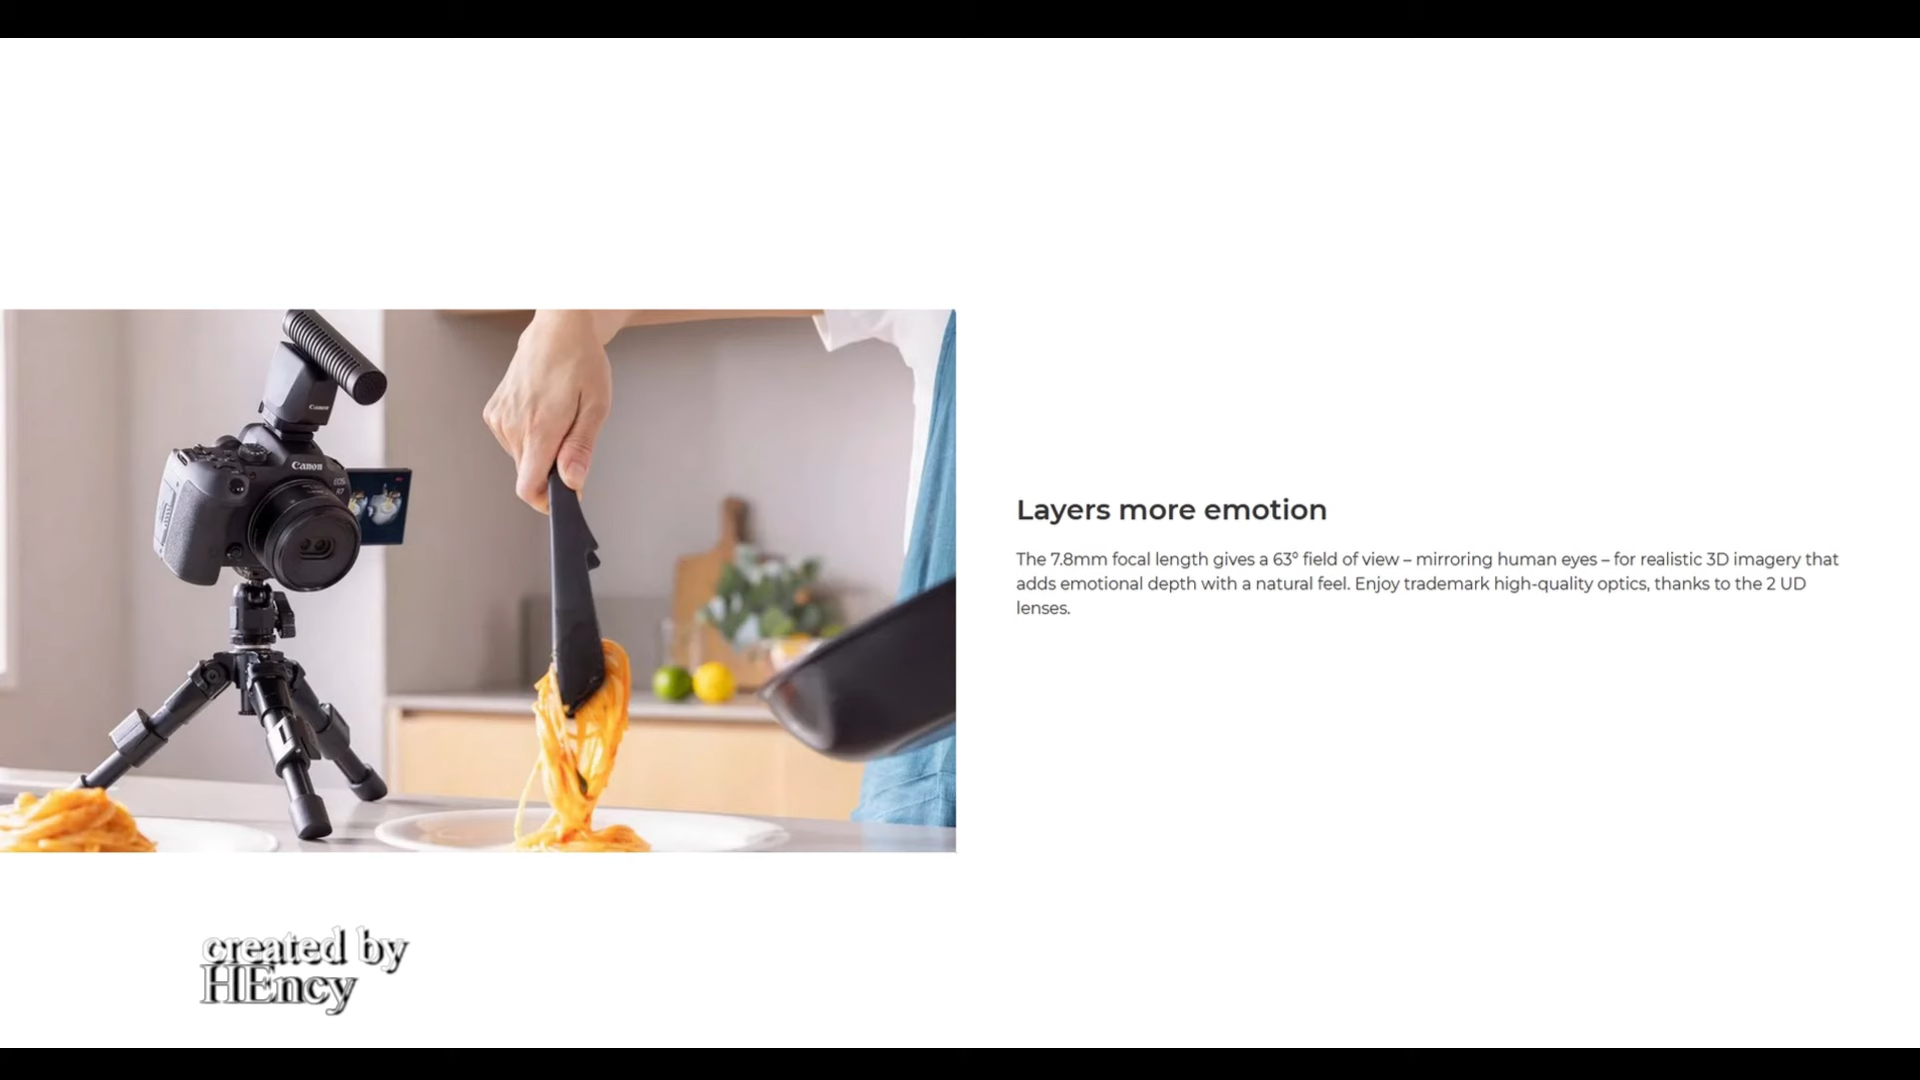 Canon
Canon
EOS
R7
Layers more emotion
The 7.8mm focal length gives a 63° field of view – mirroring human eyes – for realistic 3D imagery that
adds emotional depth with a natural feel. Enjoy trademark high-quality optics, thanks to the 2 UD
lenses.
created by
HEncy